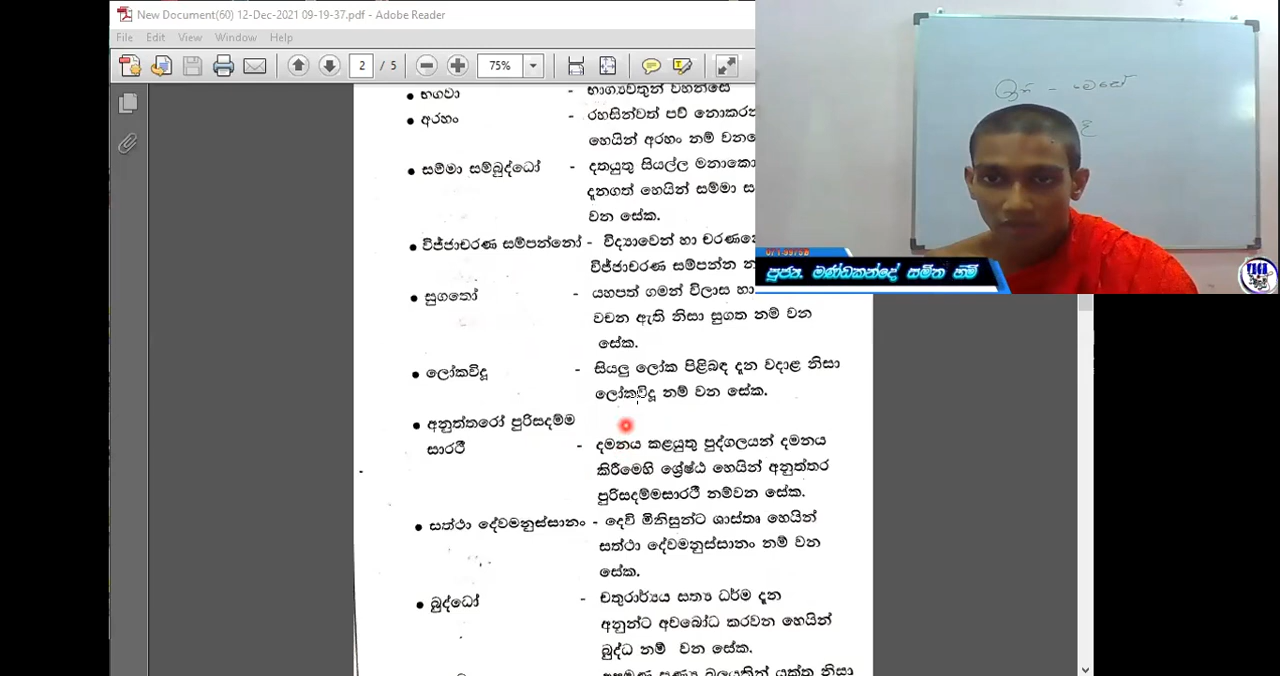 New Document(60) 12-Dec-2021 09-19-37.pdf - Adobe Reader
File Edit View Window Help
2 / 5 75%
භගවා - භාග්‍යවතුන් වහන්සේ
අරහං - රහසින්වත් පව් නොකරන
හෙයින් අරහං නම්
සම්මා සම්බුද්ධෝ - දතයුතු සියල්ල
දැනගත් හෙයින් සම්මා
වන සේක.
විජ්ජාචරණ සම්පන්නෝ - විද්‍යාවෙන් හා
විජ්ජාචරණ සම්පන්න
සුගතෝ - යහපත් ගමන් විලාස හා
වචන ඇති නිසා සුගත නම් වන
සේක.
ලෝකවිදූ - සියලු ලෝක පිළිබඳ දැන වදාළ නිසා
ලෝකවිදූ නම් වන සේක.
අනුත්තරෝ පුරිසදම්ම
සාරථී - දමනය කළයුතු පුද්ගලයන් දමනය
කිරීමෙහි ශ්‍රේෂ්ඨ හෙයින් අනුත්තර
පුරිසදම්මසාරථී නම්වන සේක.
සත්ථා දේවමනුස්සානං - දෙවි මිනිසුන්ට ශාස්තෘ හෙයින්
සත්ථා දේවමනුස්සානං නම් වන
සේක.
බුද්ධෝ - චතුරාර්‍ය්‍ය සත්‍ය ධර්ම දැන
අනුන්ට අවබෝධ කරවන හෙයින්
බුද්ධ නම් වන සේක.
පූජ්‍ය මණ්ඩකන්දේ සමිත හිමි